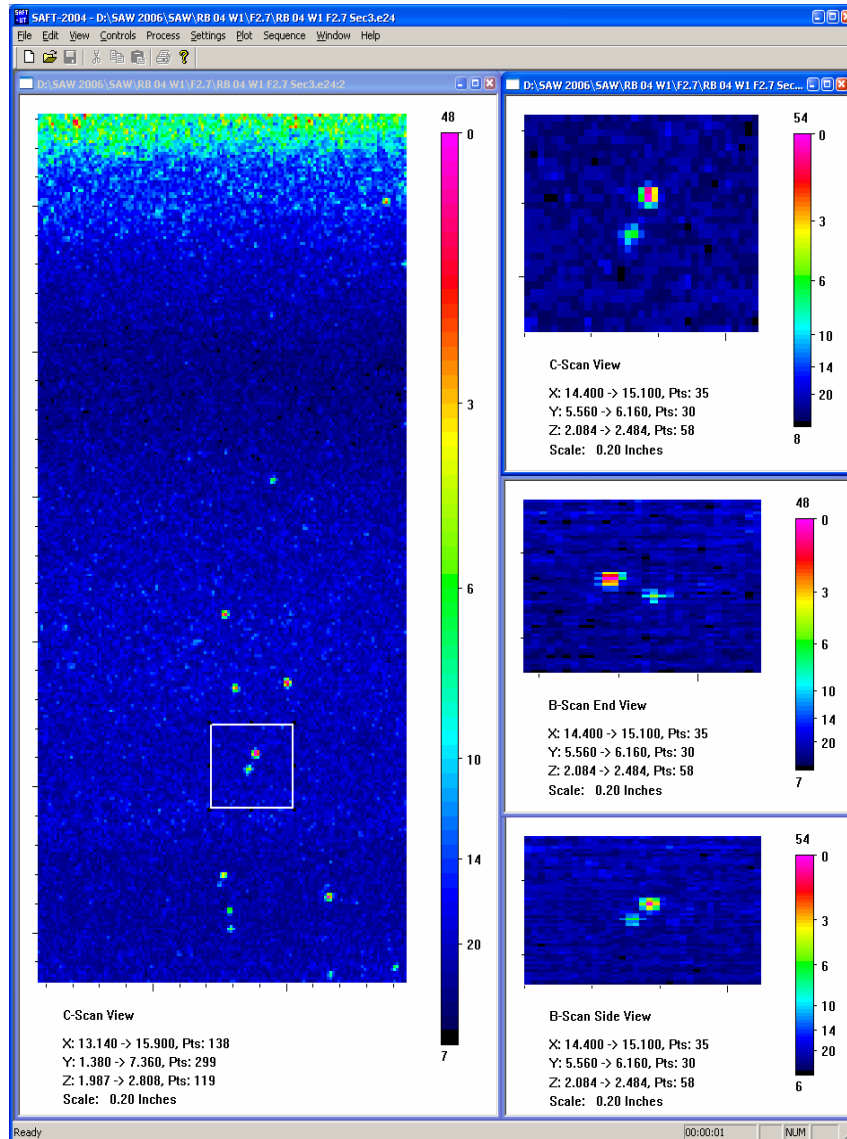 SAFT-2004 - D:\SAW 2006\SAW\RB 04 W1\F2.7\RB 04 W1 F2.7 Sec3.e24
File Edit View Controls Process Settings Plot Sequence Window Help
D:\SAW 2006\SAW\RB 04 W1\F2.7\RB 04 W1 F2.7 Sec3.e24:2
48
0
3
6
10
14
20
7
C-Scan View
X: 13.140 -> 15.900, Pts: 138
Y: 1.380 -> 7.360, Pts: 299
Z: 1.987 -> 2.808, Pts: 119
Scale: 0.20 Inches
D:\SAW 2006\SAW\RB 04 W1\F2.7\RB 04 W1 F2.7 Sec...
54
0
3
6
10
14
20
8
C-Scan View
X: 14.400 -> 15.100, Pts: 35
Y: 5.560 -> 6.160, Pts: 30
Z: 2.084 -> 2.484, Pts: 58
Scale: 0.20 Inches
48
0
3
6
10
14
20
7
B-Scan End View
X: 14.400 -> 15.100, Pts: 35
Y: 5.560 -> 6.160, Pts: 30
Z: 2.084 -> 2.484, Pts: 58
Scale: 0.20 Inches
54
0
3
6
10
14
20
6
B-Scan Side View
X: 14.400 -> 15.100, Pts: 35
Y: 5.560 -> 6.160, Pts: 30
Z: 2.084 -> 2.484, Pts: 58
Scale: 0.20 Inches
Ready
00:00:01 NUM